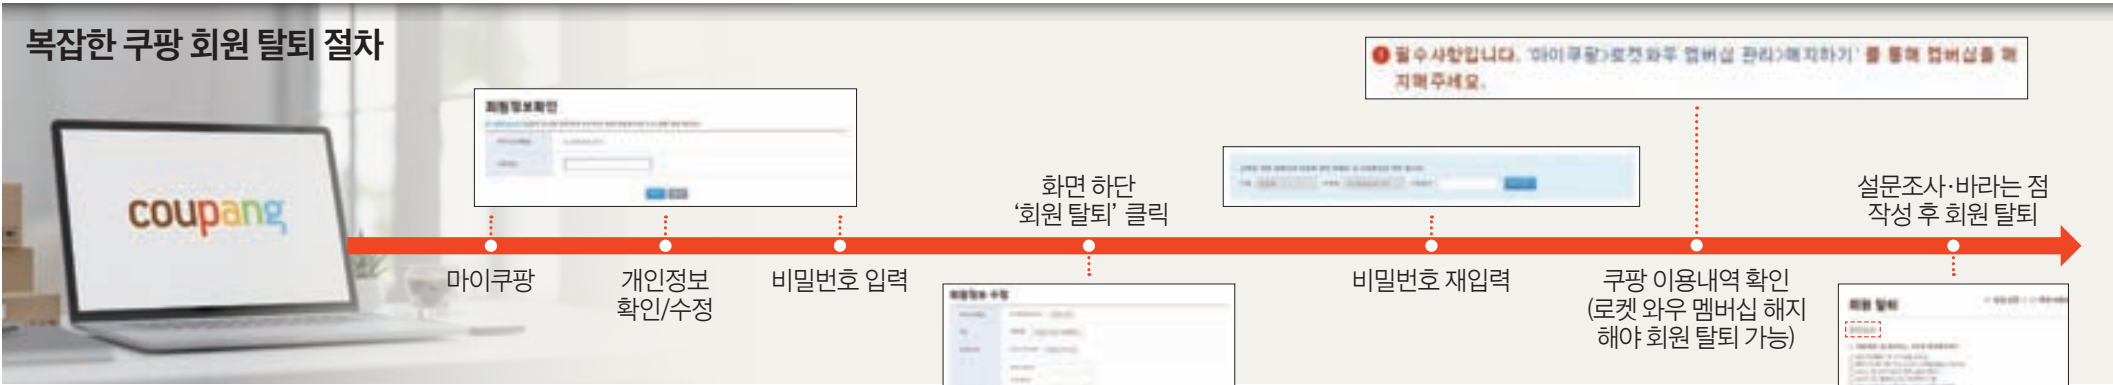 복잡한 쿠팡 회원 탈퇴 절차
coupang
회원정보확인
마이쿠팡
개인정보
확인/수정
비밀번호 입력
화면 하단
‘회원 탈퇴’ 클릭
회원정보 수정
비밀번호 재입력
필수사항입니다. '마이쿠팡>로켓와우 멤버십 관리>해지하기' 를 통해 멤버십을 해
지해주세요.
쿠팡 이용내역 확인
(로켓 와우 멤버십 해지
해야 회원 탈퇴 가능)
설문조사·바라는 점
작성 후 회원 탈퇴
회원 탈퇴